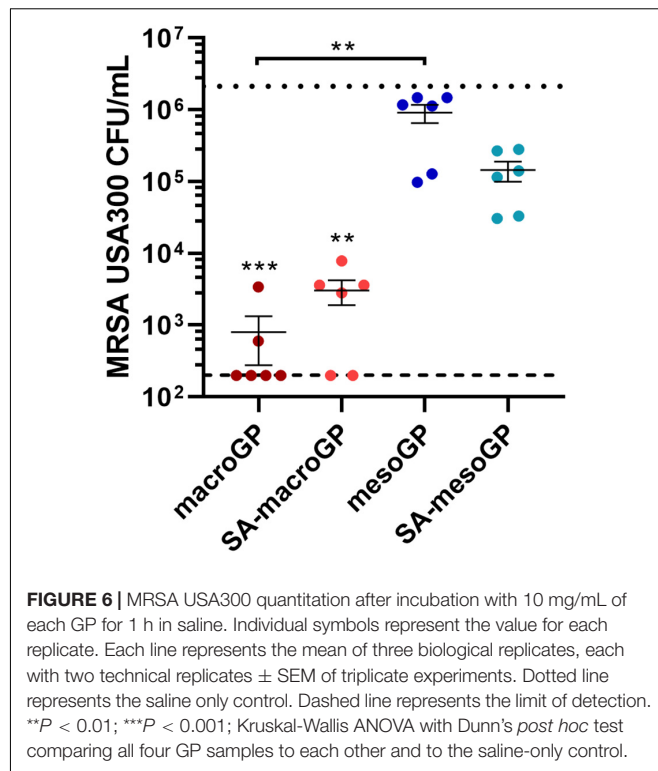 **
10⁷
10⁶
10⁵
10⁴
10³
10²
MRSA USA300 CFU/mL
***
**
macroGP
SA-macroGP
mesoGP
SA-mesoGP
FIGURE 6 | MRSA USA300 quantitation after incubation with 10 mg/mL of
each GP for 1 h in saline. Individual symbols represent the value for each
replicate. Each line represents the mean of three biological replicates, each
with two technical replicates ± SEM of triplicate experiments. Dotted line
represents the saline only control. Dashed line represents the limit of detection.
**P < 0.01; ***P < 0.001; Kruskal-Wallis ANOVA with Dunn's post hoc test
comparing all four GP samples to each other and to the saline-only control.